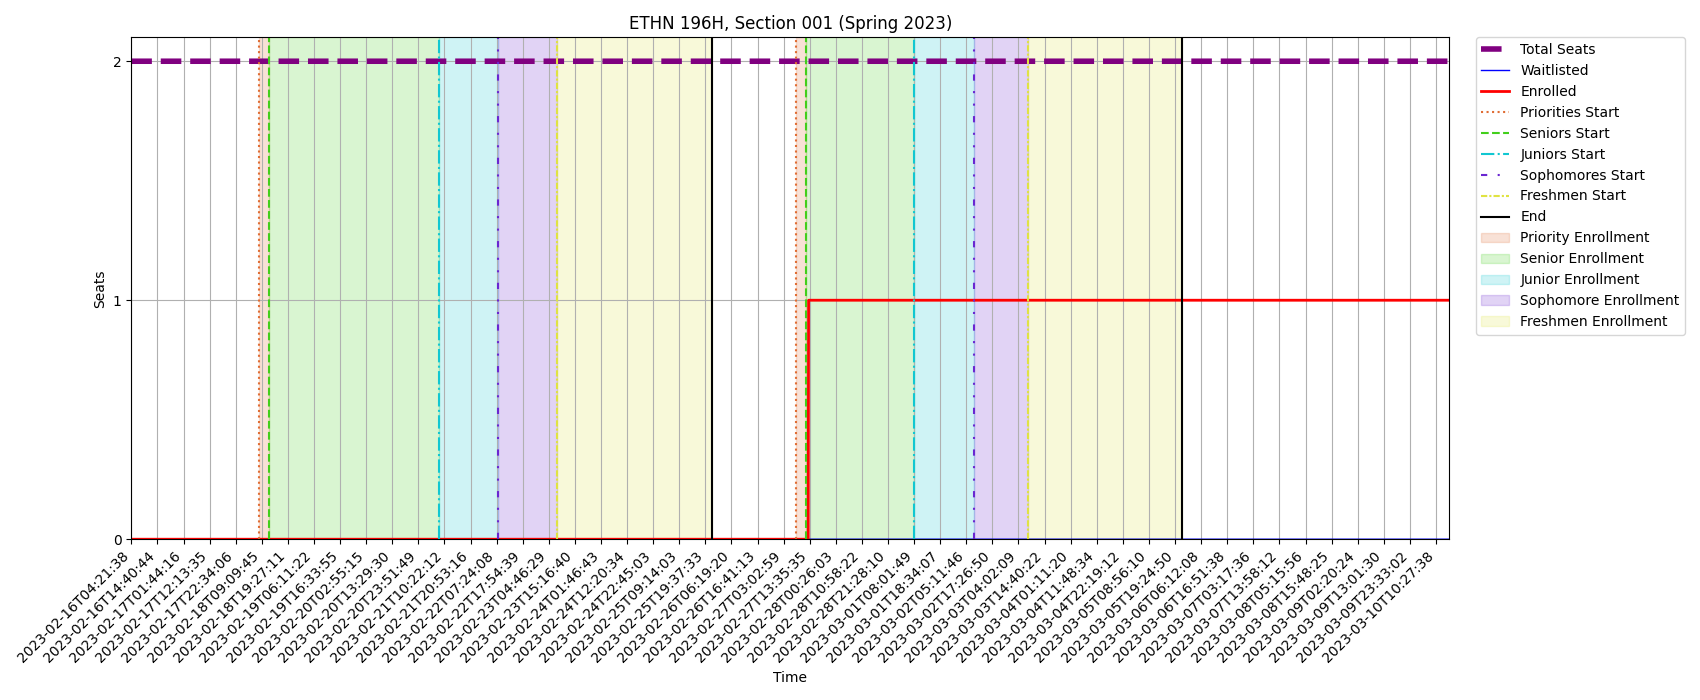 ETHN 196H, Section 001 (Spring 2023)
Seats
2
1
0
Total Seats
Waitlisted
Enrolled
Priorities Start
Seniors Start
Juniors Start
Sophomores Start
Freshmen Start
End
Priority Enrollment
Senior Enrollment
Junior Enrollment
Sophomore Enrollment
Freshmen Enrollment
2023-02-16T04:21:38
2023-02-16T14:40:44
2023-02-17T01:44:16
2023-02-17T12:13:35
2023-02-17T22:34:06
2023-02-18T09:09:45
2023-02-18T19:27:11
2023-02-19T06:11:22
2023-02-19T16:33:55
2023-02-20T02:55:15
2023-02-20T13:29:30
2023-02-20T23:51:49
2023-02-21T10:22:12
2023-02-21T20:53:16
2023-02-22T07:24:08
2023-02-22T17:54:39
2023-02-23T04:46:29
2023-02-23T15:16:40
2023-02-24T01:46:43
2023-02-24T12:20:34
2023-02-24T22:45:03
2023-02-25T09:14:03
2023-02-25T19:37:33
2023-02-26T06:19:20
2023-02-26T16:41:13
2023-02-27T03:02:59
2023-02-27T13:35:35
2023-02-28T00:26:03
2023-02-28T10:58:22
2023-02-28T21:28:10
2023-03-01T08:01:49
2023-03-01T18:34:07
2023-03-02T05:11:46
2023-03-02T17:26:50
2023-03-03T04:02:09
2023-03-03T14:40:22
2023-03-04T01:11:20
2023-03-04T11:48:34
2023-03-04T22:19:12
2023-03-05T08:56:10
2023-03-05T19:24:50
2023-03-06T06:12:08
2023-03-06T16:51:38
2023-03-07T03:17:36
2023-03-07T13:58:12
2023-03-08T05:15:56
2023-03-08T15:48:25
2023-03-09T02:20:24
2023-03-09T13:01:30
2023-03-09T23:33:02
2023-03-10T10:27:38
Time